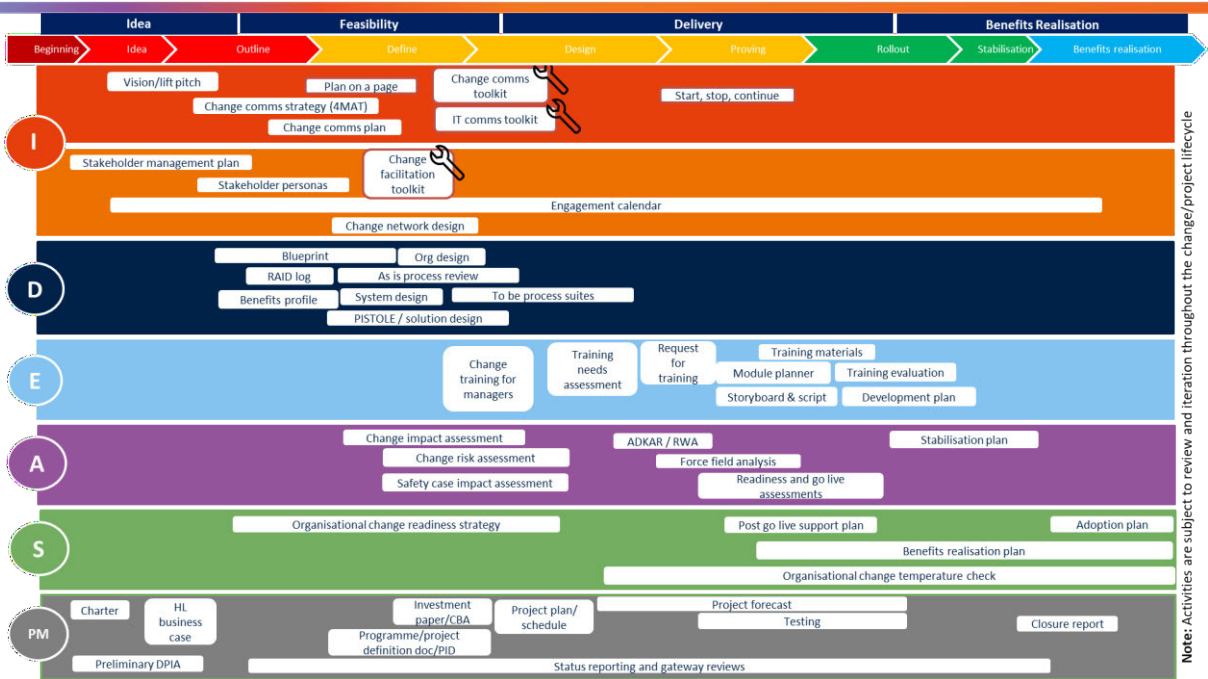 Idea
Feasibility
Delivery
Benefits Realisation
Beginning
Idea
Outline
Define
Design
Proving
Rollout
Stabilisation
Benefits realisation
I
Vision/lift pitch
Plan on a page
Change comms
toolkit
Start, stop, continue
Change comms strategy (4MAT)
IT comms toolkit
Change comms plan
Stakeholder management plan
Change
facilitation
toolkit
Stakeholder personas
Engagement calendar
Change network design
D
Blueprint
Org design
RAID log
As is process review
Benefits profile
System design
To be process suites
PISTOLE / solution design
E
Change
training for
managers
Training
needs
assessment
Request
for
training
Training materials
Module planner
Training evaluation
Storyboard & script
Development plan
A
Change impact assessment
ADKAR / RWA
Stabilisation plan
Change risk assessment
Force field analysis
Safety case impact assessment
Readiness and go live
assessments
S
Organisational change readiness strategy
Post go live support plan
Adoption plan
Benefits realisation plan
Organisational change temperature check
PM
Charter
HL
business
case
Investment
paper/CBA
Project plan/
schedule
Project forecast
Testing
Closure report
Programme/project
definition doc/PID
Preliminary DPIA
Status reporting and gateway reviews
Note: Activities are subject to review and iteration throughout the change/project lifecycle